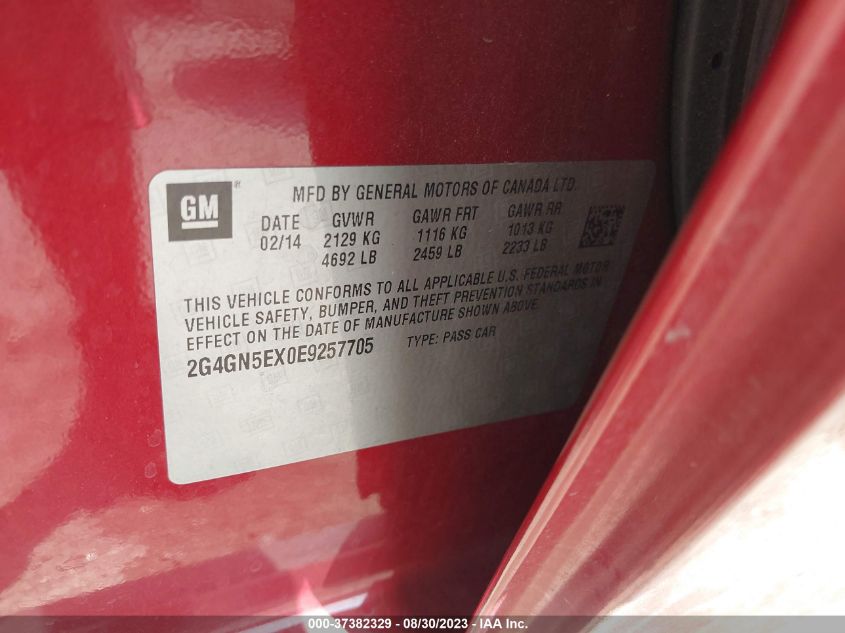 GM
MFD BY GENERAL MOTORS OF CANADA LTD.
DATE GVWR GAWR FRT GAWR RR
02/14 2129 KG 1116 KG 1013 KG
4692 LB 2459 LB 2233 LB
THIS VEHICLE CONFORMS TO ALL APPLICABLE U.S. FEDERAL MOTOR
VEHICLE SAFETY, BUMPER, AND THEFT PREVENTION STANDARDS IN
EFFECT ON THE DATE OF MANUFACTURE SHOWN ABOVE.
2G4GN5EX0E9257705 TYPE: PASS CAR
000-37382329 - 08/30/2023 - IAA Inc.